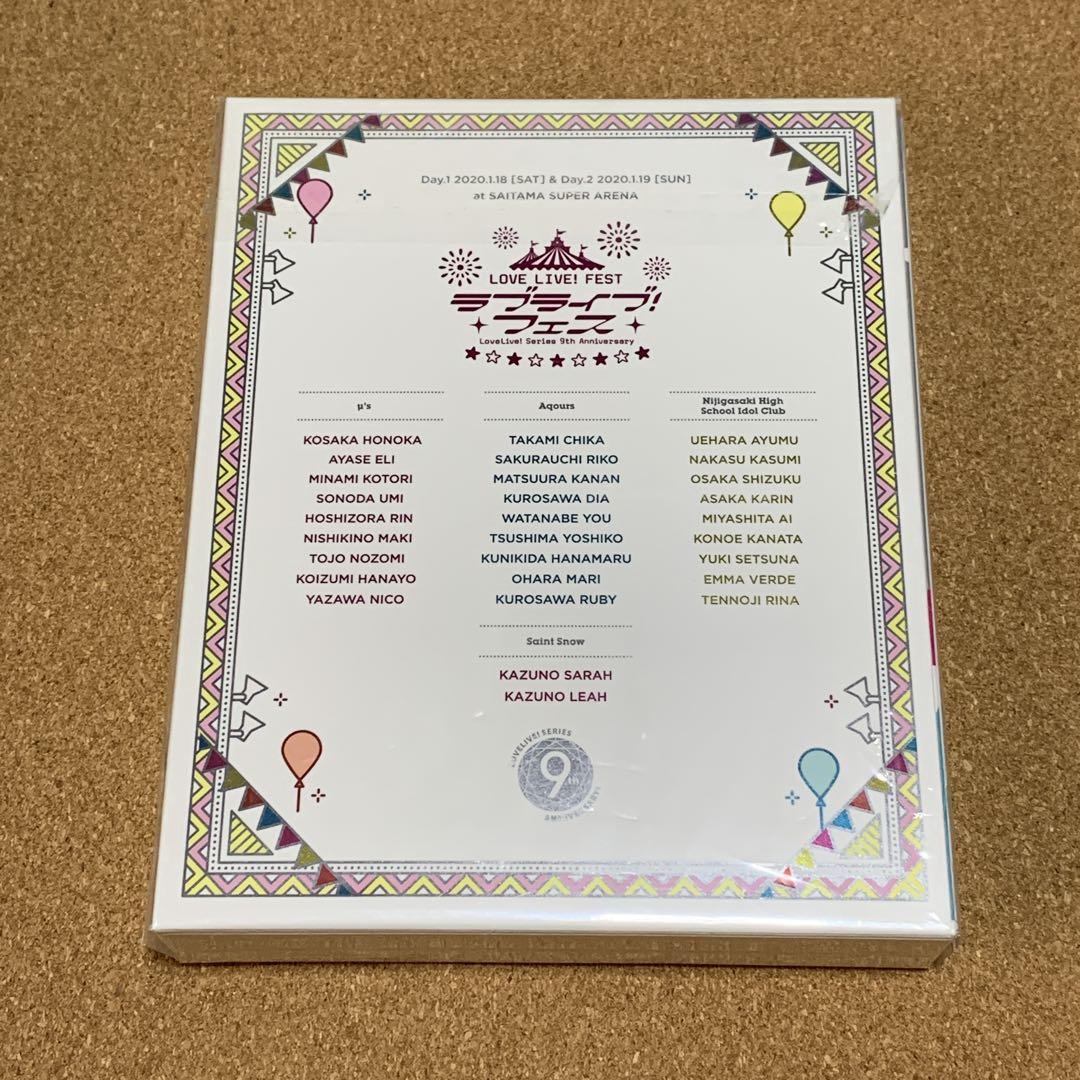 Day.1 2020.1.18 [SAT] & Day.2 2020.1.19 [SUN]
at SAITAMA SUPER ARENA
LOVE LIVE! FEST
ラブライブ!
フェス
LoveLive! Series 9th Anniversary
μ's
KOSAKA HONOKA
AYASE ELI
MINAMI KOTORI
SONODA UMI
HOSHIZORA RIN
NISHIKINO MAKI
TOJO NOZOMI
KOIZUMI HANAYO
YAZAWA NICO
Aqours
TAKAMI CHIKA
SAKURAUCHI RIKO
MATSUURA KANAN
KUROSAWA DIA
WATANABE YOU
TSUSHIMA YOSHIKO
KUNIKIDA HANAMARU
OHARA MARI
KUROSAWA RUBY
Nijigasaki High
School Idol Club
UEHARA AYUMU
NAKASU KASUMI
OSAKA SHIZUKU
ASAKA KARIN
MIYASHITA AI
KONOE KANATA
YUKI SETSUNA
EMMA VERDE
TENNOJI RINA
Saint Snow
KAZUNO SARAH
KAZUNO LEAH
LOVELIVE! SERIES
9th
ANNIVERSARY